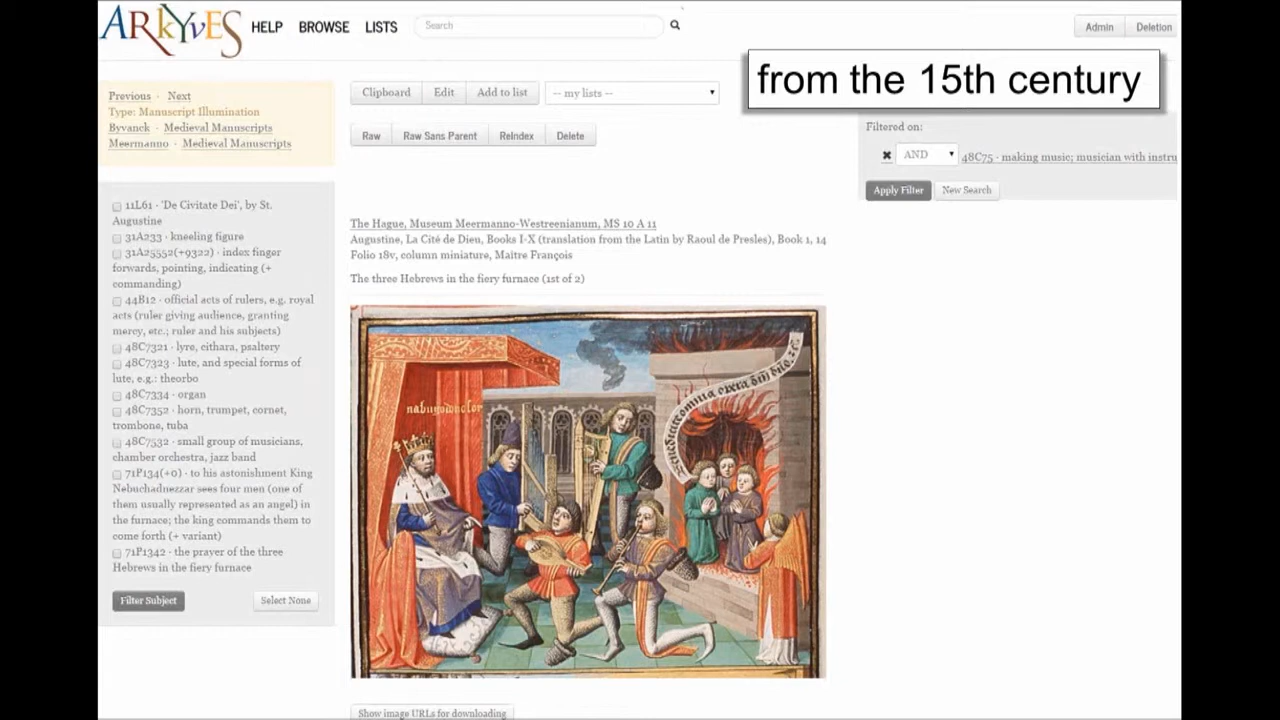 ARKYVES HELP BROWSE LISTS Search Admin Deletion
from the 15th century
Previous · Next
Type: Manuscript Illumination
Byvanck · Medieval Manuscripts
Meermanno · Medieval Manuscripts
Clipboard Edit Add to list -- my lists --
Raw Raw Sans Parent ReIndex Delete
Filtered on:
✖ AND 48C75 - making music; musician with instru
Apply Filter New Search
11L61 · 'De Civitate Dei', by St.
Augustine
31A233 · kneeling figure
31A25552(+9322) · index finger
forwards, pointing, indicating (+
commanding)
44B12 · official acts of rulers, e.g. royal
acts (ruler giving audience, granting
mercy, etc.; ruler and his subjects)
48C7321 · lyre, cithara, psaltery
48C7323 · lute, and special forms of
lute, e.g.: theorbo
48C7334 · organ
48C7352 · horn, trumpet, cornet,
trombone, tuba
48C7532 · small group of musicians,
chamber orchestra, jazz band
71P134(+0) · to his astonishment King
Nebuchadnezzar sees four men (one of
them usually represented as an angel) in
the furnace; the king commands them to
come forth (+ variant)
71P1342 · the prayer of the three
Hebrews in the fiery furnace
Filter Subject Select None
The Hague, Museum Meermanno-Westreenianum, MS 10 A 11
Augustine, La Cité de Dieu, Books I-X (translation from the Latin by Raoul de Presles), Book 1, 14
Folio 18v, column miniature, Maitre François
The three Hebrews in the fiery furnace (1st of 2)
nabugodonosor
Show image URLs for downloading